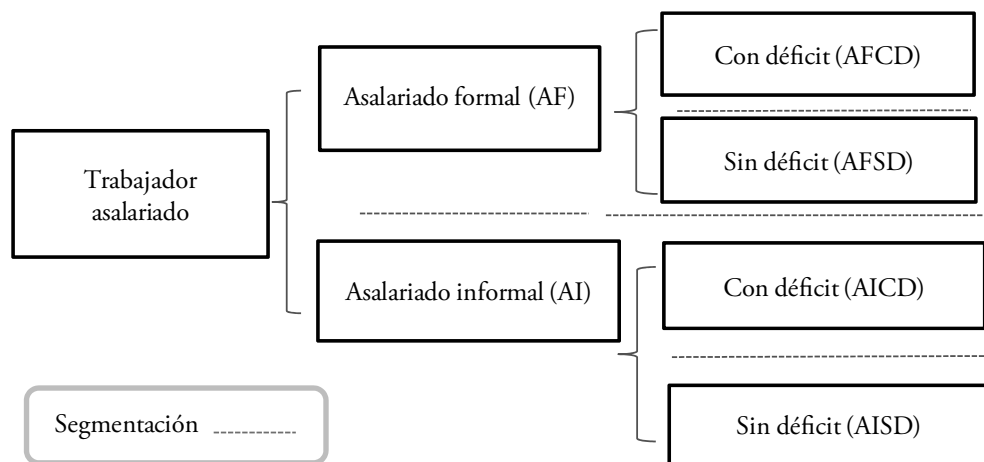 Con déficit (AFCD)
Asalariado formal (AF)
Sin déficit (AFSD)
Trabajador
asalariado
Asalariado informal (AI)
Con déficit (AICD)
Segmentación
Sin déficit (AISD)